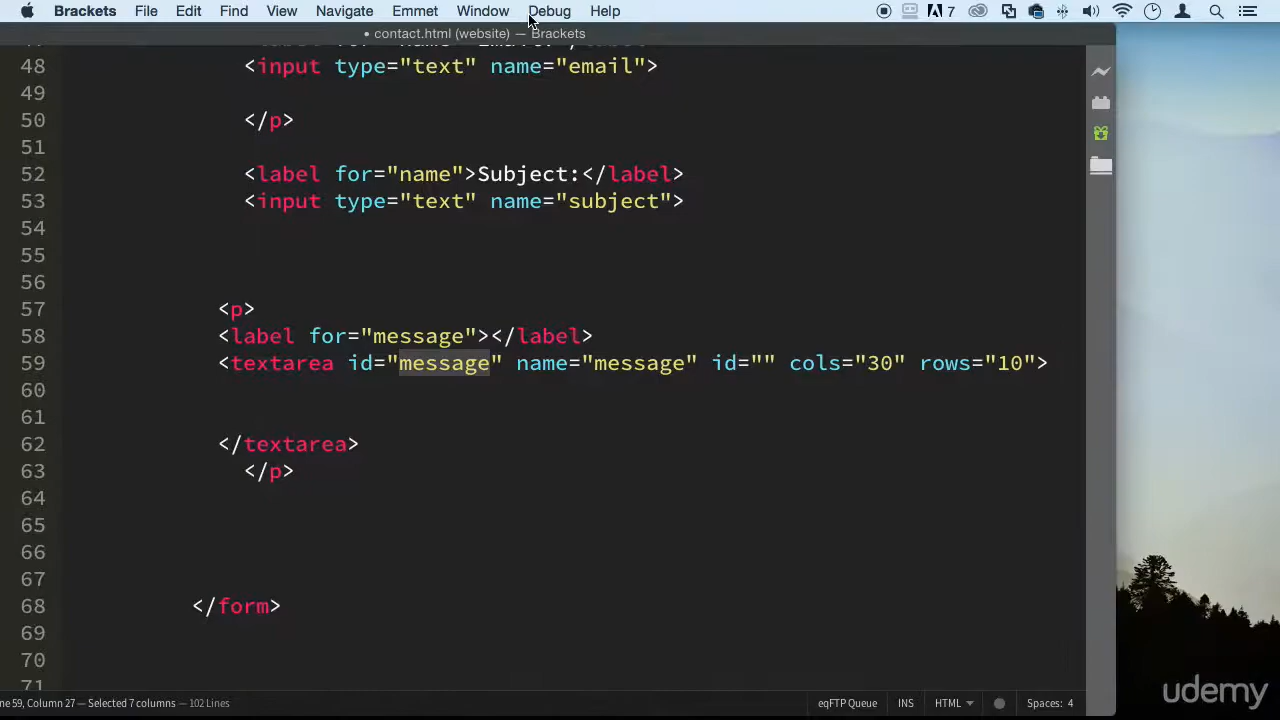 Brackets File Edit Find View Navigate Emmet Window Debug Help 7
• contact.html (website) — Brackets
48 <input type="text" name="email">
49
50 </p>
51
52 <label for="name">Subject:</label>
53 <input type="text" name="subject">
54
55
56
57 <p>
58 <label for="message"></label>
59 <textarea id="message" name="message" id="" cols="30" rows="10">
60
61
62 </textarea>
63 </p>
64
65
66
67
68 </form>
69
70
71
ne 59, Column 27 — Selected 7 columns — 102 Lines eqFTP Queue INS HTML Spaces: 4
udemy